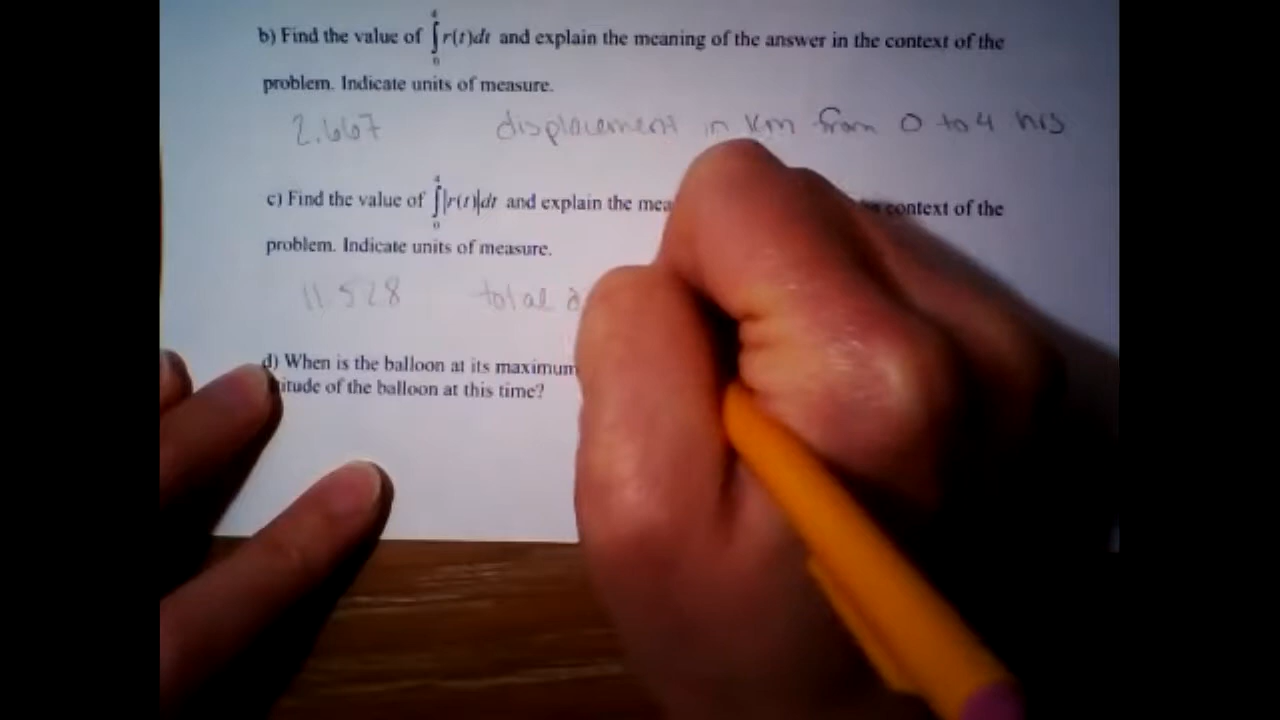 b) Find the value of ∫₀⁴ r(t)dt and explain the meaning of the answer in the context of the
problem. Indicate units of measure.
2.667 displacement in km from 0 to 4 hrs
c) Find the value of ∫₀⁴ |r(t)|dt and explain the context of the
problem. Indicate units of measure.
11.528 total
d) When is the balloon at its maximum
of the balloon at this time?